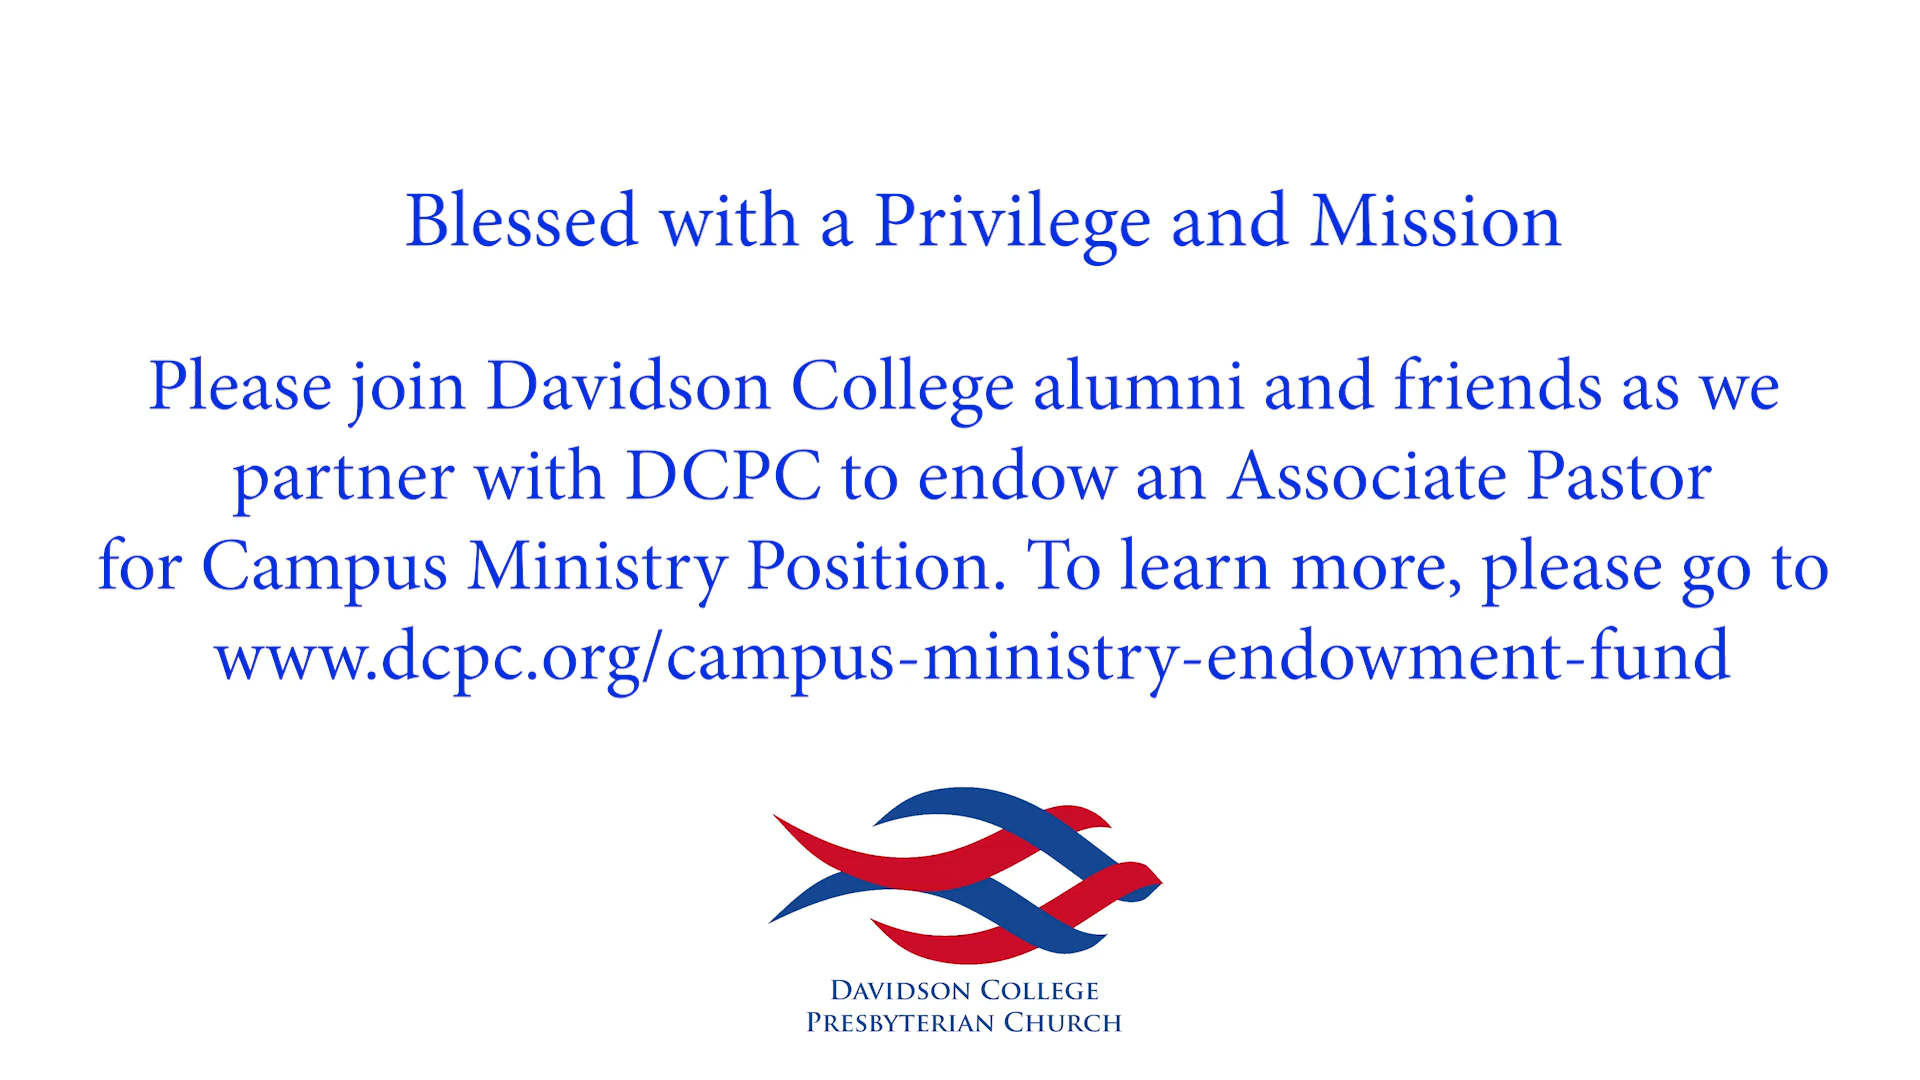 Blessed with a Privilege and Mission
Please join Davidson College alumni and friends as we
partner with DCPC to endow an Associate Pastor
for Campus Ministry Position. To learn more, please go to
www.dcpc.org/campus-ministry-endowment-fund
Davidson College
Presbyterian Church